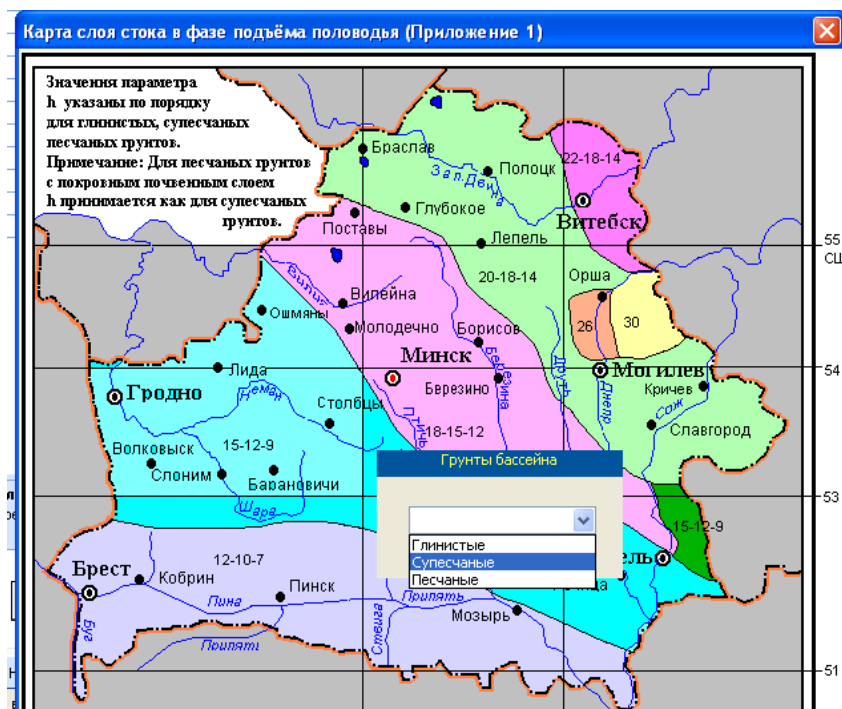 Карта слоя стока в фазе подъёма половодья (Приложение 1)
Значения параметра
h указаны по порядку
для глинистых, супесчаных
песчаных грунтов.
Примечание: Для песчаных грунтов
с покровным почвенным слоем
h принимается как для супесчаных
грунтов.
Браслав
Зап.Двина
Полоцк
22-18-14
Глубокое
Витебск
Поставы
Лепель
55
СШ
Вилия
20-18-14
Орша
Вилейна
Ошмяны
Молодечно
Борисов
26
30
Минск
Березина
Друть
54
Лида
Могилев
Гродно
Неман
Березино
Днепр
Кричев
Столбцы
Птичь
Сож
18-15-12
Славгород
Волковыск
15-12-9
Грунты бассейна
Слоним
Барановичи
Шара
53
15-12-9
Глинистые
Супесчаные
Песчаные
12-10-7
ель
Брест
Кобрин
Пинск
Пина
Припять
Мозырь
Буг
Ствига
Припяти
51